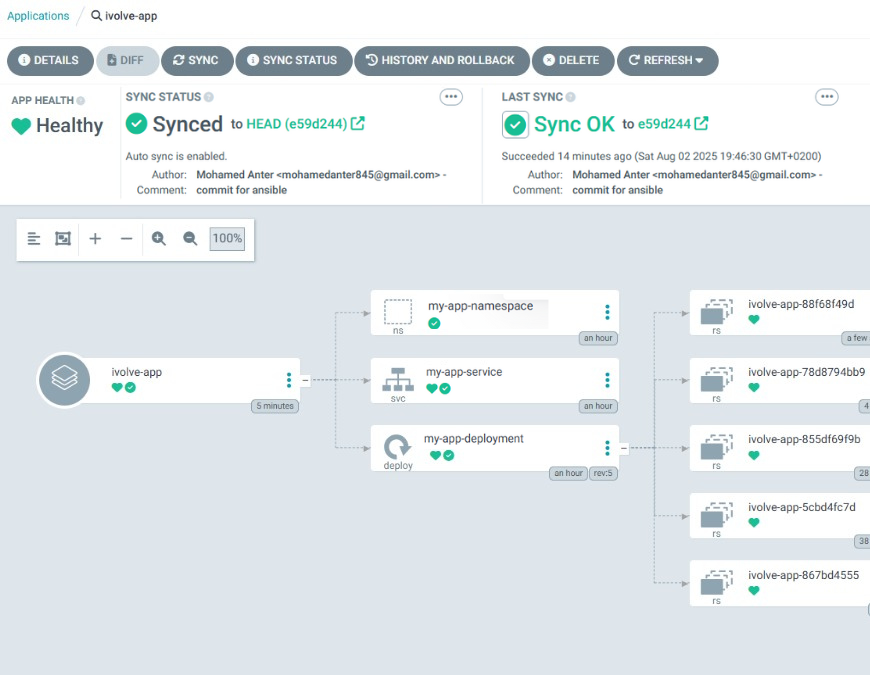 Applications / ivolve-app
DETAILS DIFF SYNC SYNC STATUS HISTORY AND ROLLBACK DELETE REFRESH
APP HEALTH
Healthy
SYNC STATUS
Synced to HEAD (e59d244)
Auto sync is enabled.
Author: Mohamed Anter <mohamedanter845@gmail.com> -
Comment: commit for ansible
LAST SYNC
Sync OK to e59d244
Succeeded 14 minutes ago (Sat Aug 02 2025 19:46:30 GMT+0200)
Author: Mohamed Anter <mohamedanter845@gmail.com> -
Comment: commit for ansible
100%
ivolve-app
5 minutes
my-app-namespace
ns
an hour
my-app-service
svc
an hour
my-app-deployment
deploy
an hour rev:5
ivolve-app-88f68f49d
rs
a few
ivolve-app-78d8794bb9
rs
4
ivolve-app-855df69f9b
rs
28
ivolve-app-5cbd4fc7d
rs
38
ivolve-app-867bd4555
rs